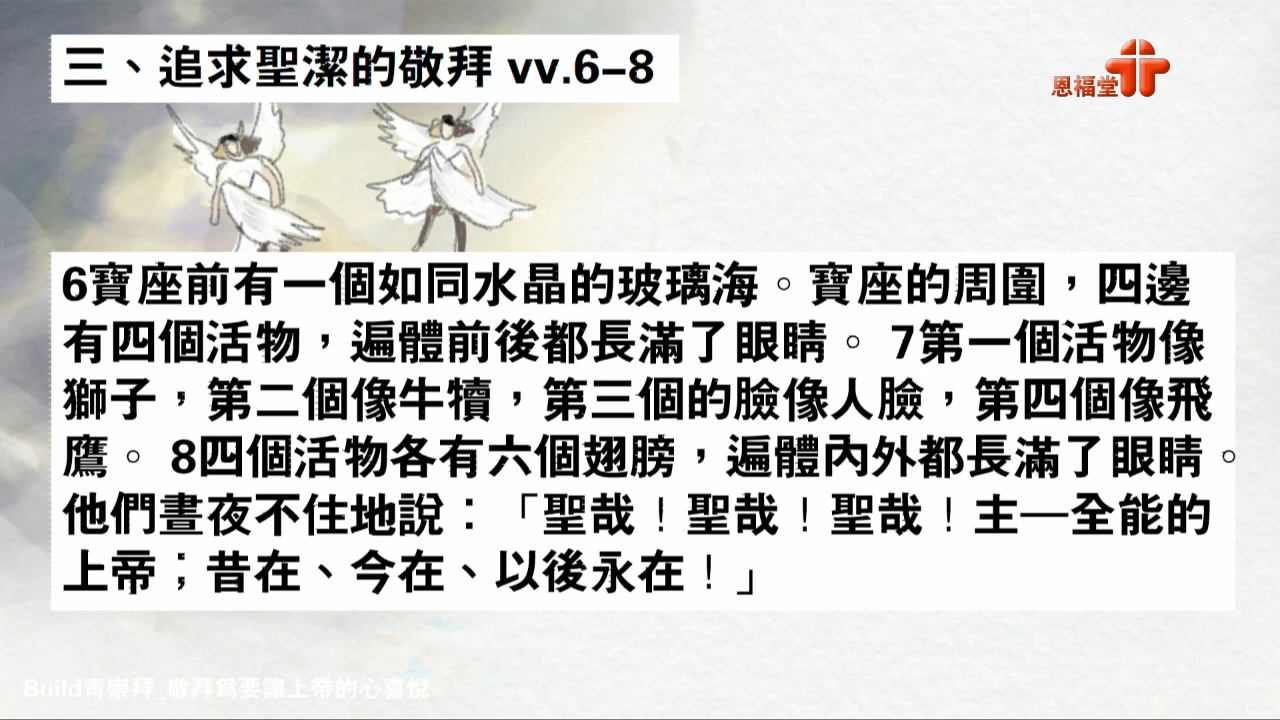 三、追求聖潔的敬拜 vv.6-8
恩福堂
6寶座前有一個如同水晶的玻璃海。寶座的周圍，四邊
有四個活物，遍體前後都長滿了眼睛。 7第一個活物像
獅子，第二個像牛犢，第三個的臉像人臉，第四個像飛
鷹。 8四個活物各有六個翅膀，遍體內外都長滿了眼睛。
他們晝夜不住地說：「聖哉！聖哉！聖哉！主—全能的
上帝；昔在、今在、以後永在！」
Build青崇拜_敬拜為要讓上帝的心喜悅